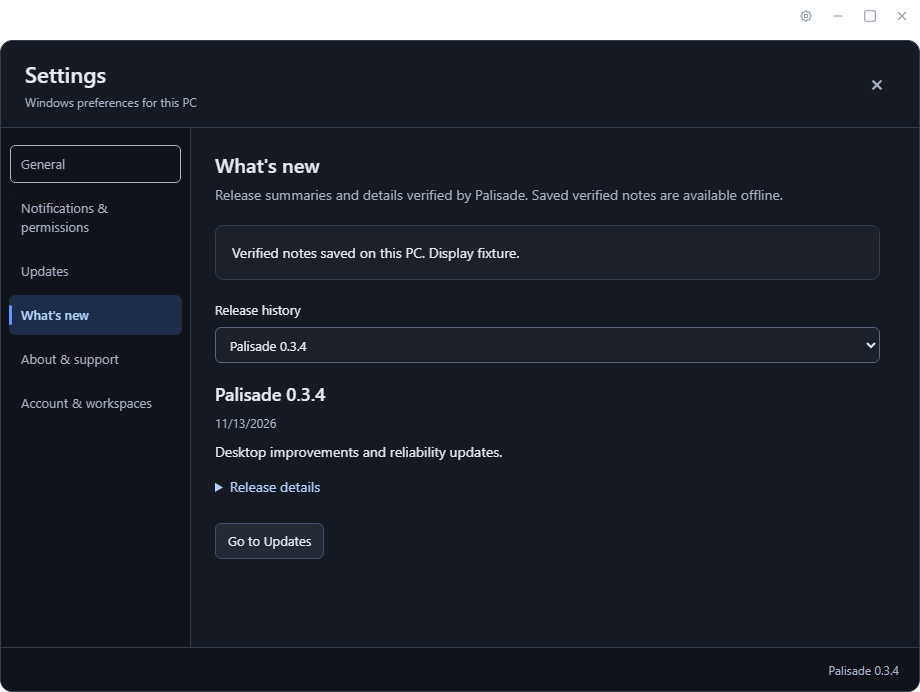 Settings
Windows preferences for this PC
General
Notifications &
permissions
Updates
What's new
About & support
Account & workspaces
What's new
Release summaries and details verified by Palisade. Saved verified notes are available offline.
Verified notes saved on this PC. Display fixture.
Release history
Palisade 0.3.4
Palisade 0.3.4
11/13/2026
Desktop improvements and reliability updates.
Release details
Go to Updates
Palisade 0.3.4